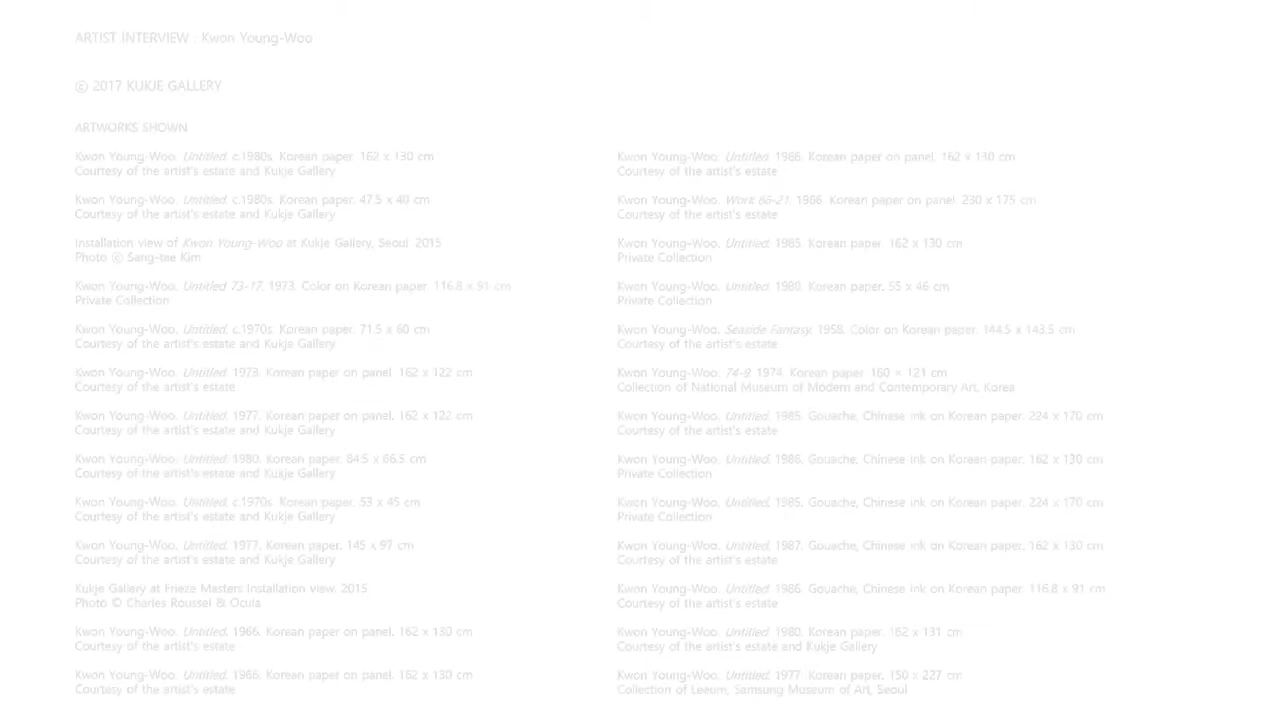 ARTIST INTERVIEW : Kwon Young-Woo
ⓒ 2017 KUKJE GALLERY
ARTWORKS SHOWN
Kwon Young-Woo. Untitled. c.1980s. Korean paper. 162 x 130 cm
Courtesy of the artist's estate and Kukje Gallery
Kwon Young-Woo. Untitled. c.1980s. Korean paper. 47.5 x 40 cm
Courtesy of the artist's estate and Kukje Gallery
Installation view of Kwon Young-Woo at Kukje Gallery, Seoul. 2015
Photo ⓒ Sang-tae Kim
Kwon Young-Woo. Untitled 73-17. 1973. Color on Korean paper. 116.8 x 91 cm
Private Collection
Kwon Young-Woo. Untitled. c.1970s. Korean paper. 71.5 x 60 cm
Courtesy of the artist's estate and Kukje Gallery
Kwon Young-Woo. Untitled. 1973. Korean paper on panel. 162 x 122 cm
Courtesy of the artist's estate
Kwon Young-Woo. Untitled. 1977. Korean paper on panel. 162 x 122 cm
Courtesy of the artist's estate and Kukje Gallery
Kwon Young-Woo. Untitled. 1980. Korean paper. 84.5 x 66.5 cm
Courtesy of the artist's estate and Kukje Gallery
Kwon Young-Woo. Untitled. c.1970s. Korean paper. 53 x 45 cm
Courtesy of the artist's estate and Kukje Gallery
Kwon Young-Woo. Untitled. 1977. Korean paper. 145 x 97 cm
Courtesy of the artist's estate and Kukje Gallery
Kukje Gallery at Frieze Masters Installation view. 2015
Photo © Charles Roussel & Ocula
Kwon Young-Woo. Untitled. 1966. Korean paper on panel. 162 x 130 cm
Courtesy of the artist's estate
Kwon Young-Woo. Untitled. 1966. Korean paper on panel. 162 x 130 cm
Courtesy of the artist's estate
Kwon Young-Woo. Untitled. 1966. Korean paper on panel. 162 x 130 cm
Courtesy of the artist's estate
Kwon Young-Woo. Work 86-21. 1986. Korean paper on panel. 230 x 175 cm
Courtesy of the artist's estate
Kwon Young-Woo. Untitled. 1985. Korean paper. 162 x 130 cm
Private Collection
Kwon Young-Woo. Untitled. 1980. Korean paper. 55 x 46 cm
Private Collection
Kwon Young-Woo. Seaside Fantasy. 1958. Color on Korean paper. 144.5 x 143.5 cm
Courtesy of the artist's estate
Kwon Young-Woo. 74-9. 1974. Korean paper. 160 × 121 cm
Collection of National Museum of Modern and Contemporary Art, Korea
Kwon Young-Woo. Untitled. 1985. Gouache, Chinese ink on Korean paper. 224 x 170 cm
Courtesy of the artist's estate
Kwon Young-Woo. Untitled. 1986. Gouache, Chinese ink on Korean paper. 162 x 130 cm
Private Collection
Kwon Young-Woo. Untitled. 1985. Gouache, Chinese ink on Korean paper. 224 x 170 cm
Private Collection
Kwon Young-Woo. Untitled. 1987. Gouache, Chinese ink on Korean paper. 162 x 130 cm
Courtesy of the artist's estate
Kwon Young-Woo. Untitled. 1986. Gouache, Chinese ink on Korean paper. 116.8 x 91 cm
Courtesy of the artist's estate
Kwon Young-Woo. Untitled. 1980. Korean paper. 162 x 131 cm
Courtesy of the artist's estate and Kukje Gallery
Kwon Young-Woo. Untitled. 1977. Korean paper. 150 x 227 cm
Collection of Leeum, Samsung Museum of Art, Seoul